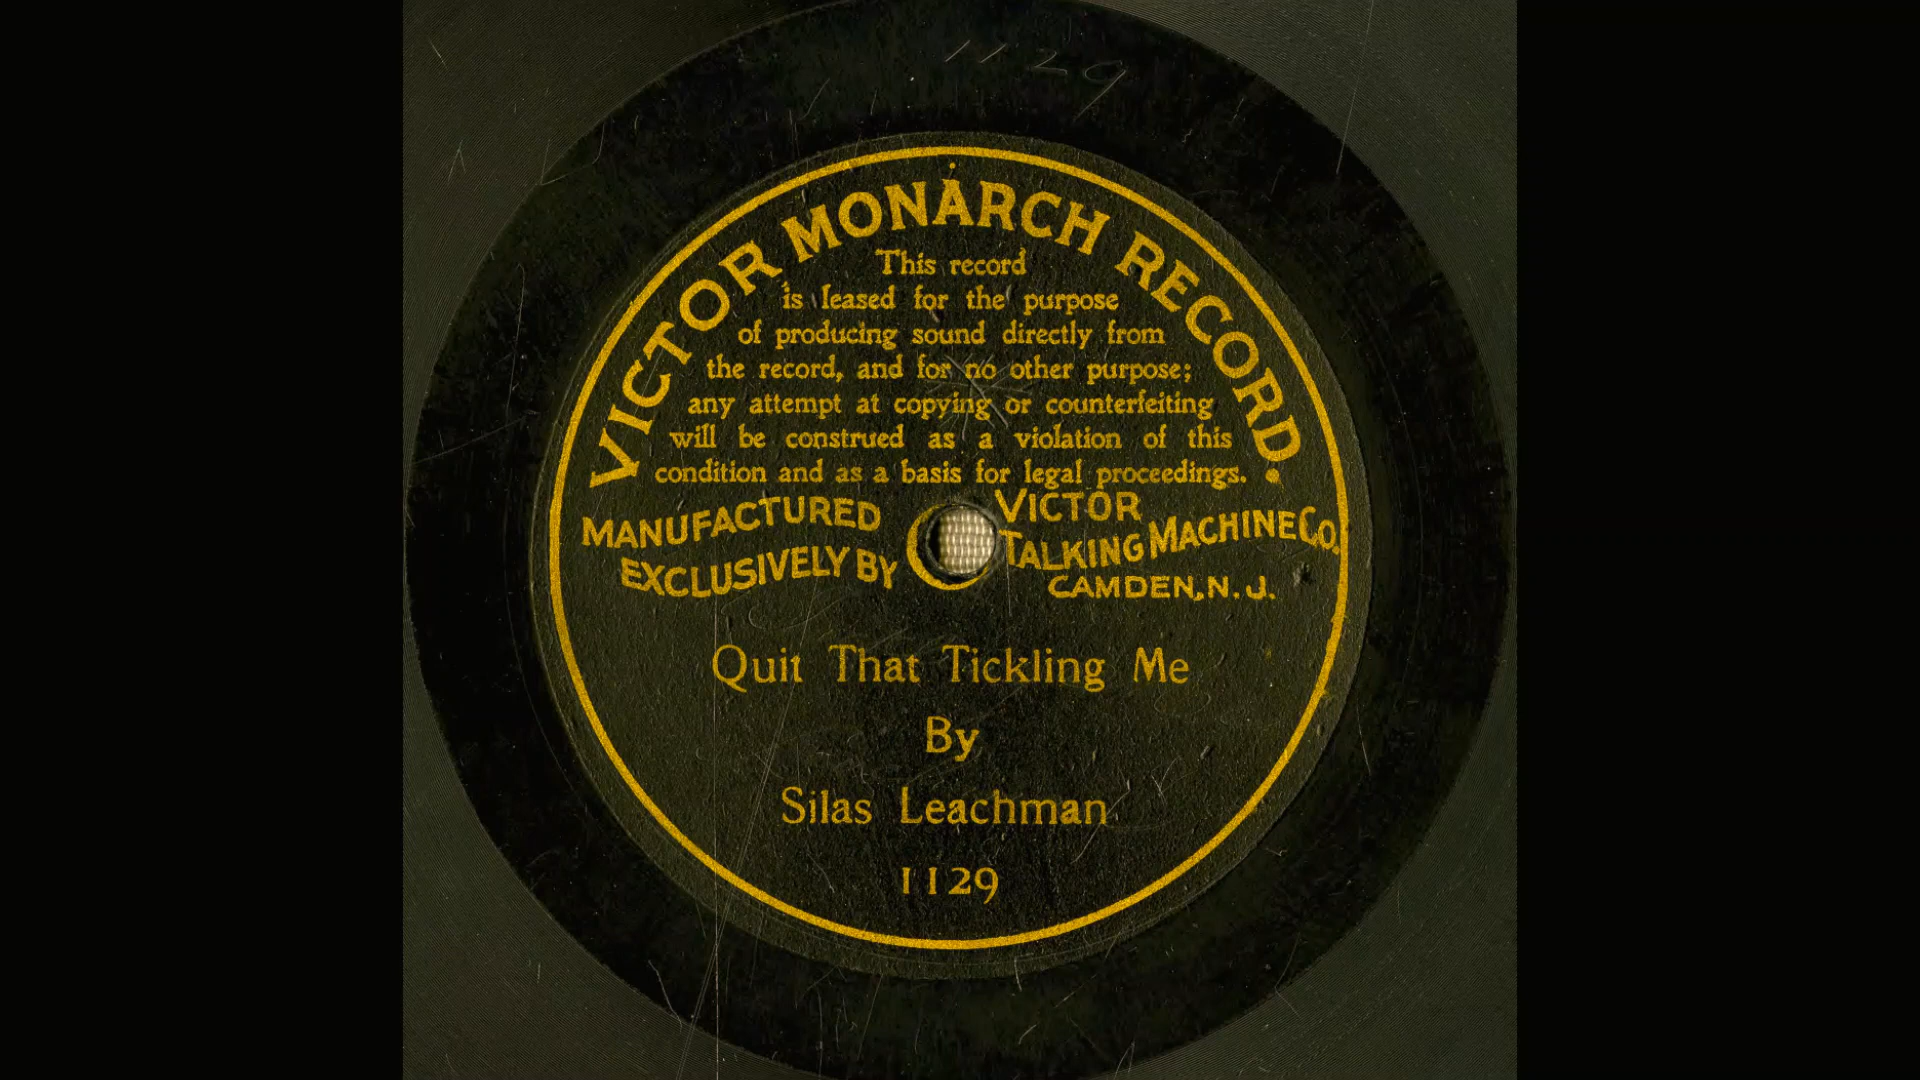 1129
VICTOR MONARCH RECORD.
This record
is leased for the purpose
of producing sound directly from
the record, and for no other purpose;
any attempt at copying or counterfeiting
will be construed as a violation of this
condition and as a basis for legal proceedings.
MANUFACTURED
EXCLUSIVELY BY
VICTOR
TALKING MACHINE CO.
CAMDEN, N. J.
Quit That Tickling Me
By
Silas Leachman
1129